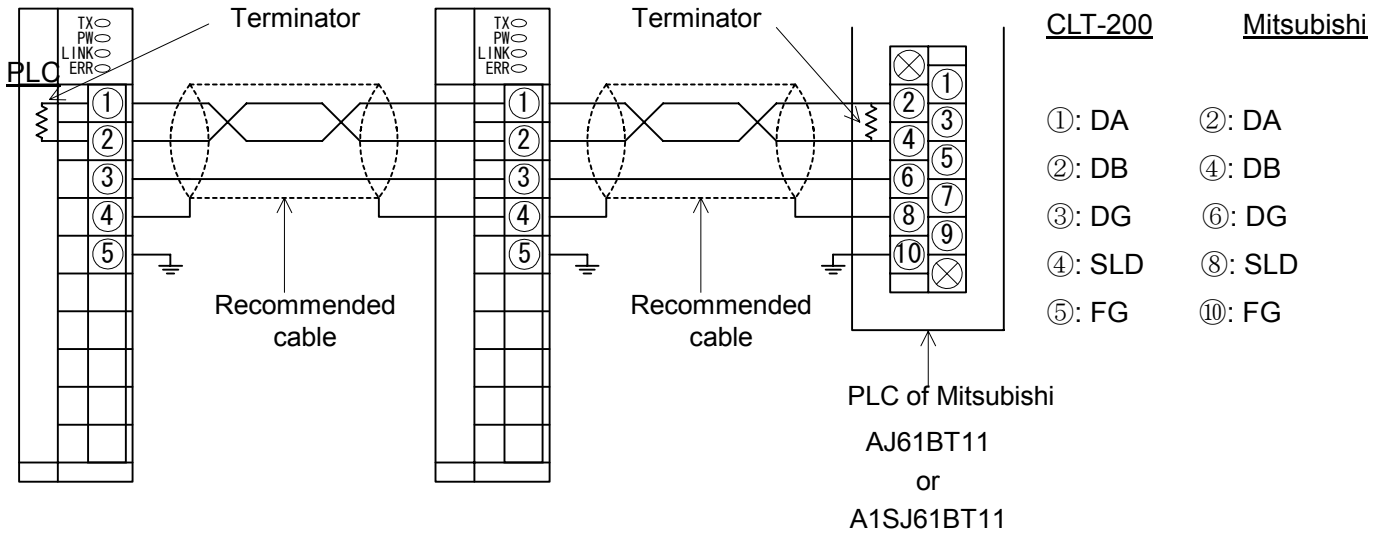 Terminator
Terminator
CLT-200 Mitsubishi
PLC
TX
PW
LINK
ERR
①
②
③
④
⑤
TX
PW
LINK
ERR
①
②
③
④
⑤
②
④
⑥
⑧
⑩
①
③
⑤
⑦
⑨
①: DA ②: DA
②: DB ④: DB
③: DG ⑥: DG
④: SLD ⑧: SLD
⑤: FG ⑩: FG
Recommended
cable
Recommended
cable
PLC of Mitsubishi
AJ61BT11
or
A1SJ61BT11